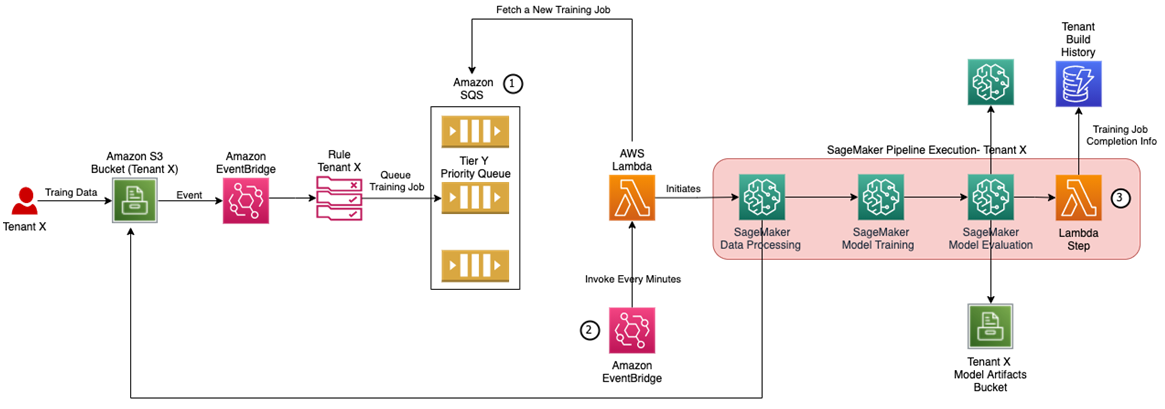 Fetch a New Training Job
Amazon
SQS
1
Tenant
Build
History
Training Job
Completion Info
Amazon S3
Bucket (Tenant X)
Amazon
EventBridge
Rule
Tenant X
Queue
Training Job
Tier Y
Priority Queue
AWS
Lambda
SageMaker Pipeline Execution- Tenant X
Traing Data
Event
Initiates
Tenant X
SageMaker
Data Processing
SageMaker
Model Training
SageMaker
Model Evaluation
Lambda
Step
3
Invoke Every Minutes
2
Amazon
EventBridge
Tenant X
Model Artifacts
Bucket